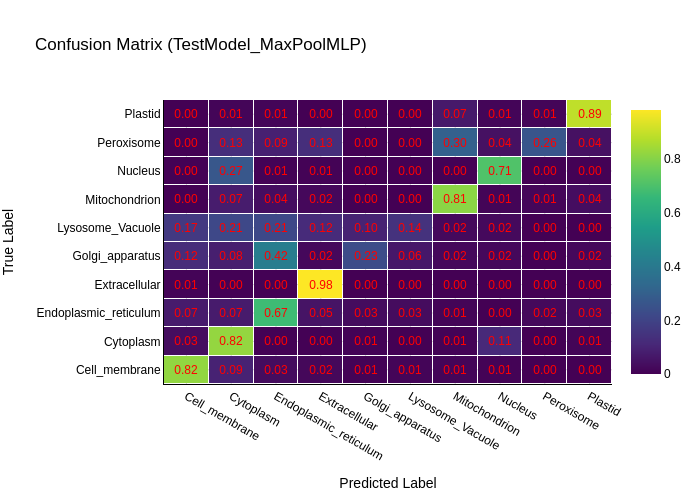 Confusion Matrix (TestModel_MaxPoolMLP)
True Label
Plastid 0.00 0.01 0.01 0.00 0.00 0.00 0.07 0.01 0.01 0.89
Peroxisome 0.00 0.13 0.09 0.13 0.00 0.00 0.30 0.04 0.04
Nucleus 0.00 0.27 0.01 0.01 0.00 0.00 0.00 0.71 0.00 0.00
Mitochondrion 0.00 0.07 0.04 0.02 0.00 0.00 0.81 0.01 0.01 0.04
Lysosome_Vacuole 0.17 0.21 0.21 0.12 0.10 0.14 0.02 0.02 0.00 0.00
Golgi_apparatus 0.12 0.08 0.42 0.02 0.06 0.02 0.02 0.00 0.02
Extracellular 0.01 0.00 0.00 0.98 0.00 0.00 0.00 0.00 0.00 0.00
Endoplasmic_reticulum 0.07 0.07 0.67 0.05 0.03 0.03 0.01 0.00 0.02 0.03
Cytoplasm 0.03 0.82 0.00 0.00 0.01 0.00 0.01 0.11 0.00 0.01
Cell_membrane 0.82 0.09 0.03 0.02 0.01 0.01 0.01 0.01 0.00 0.00
Cell_membrane Cytoplasm Endoplasmic_reticulum Extracellular Golgi_apparatus Lysosome_Vacuole Mitochondrion Nucleus Peroxisome Plastid
Predicted Label
0.8
0.6
0.4
0.2
0